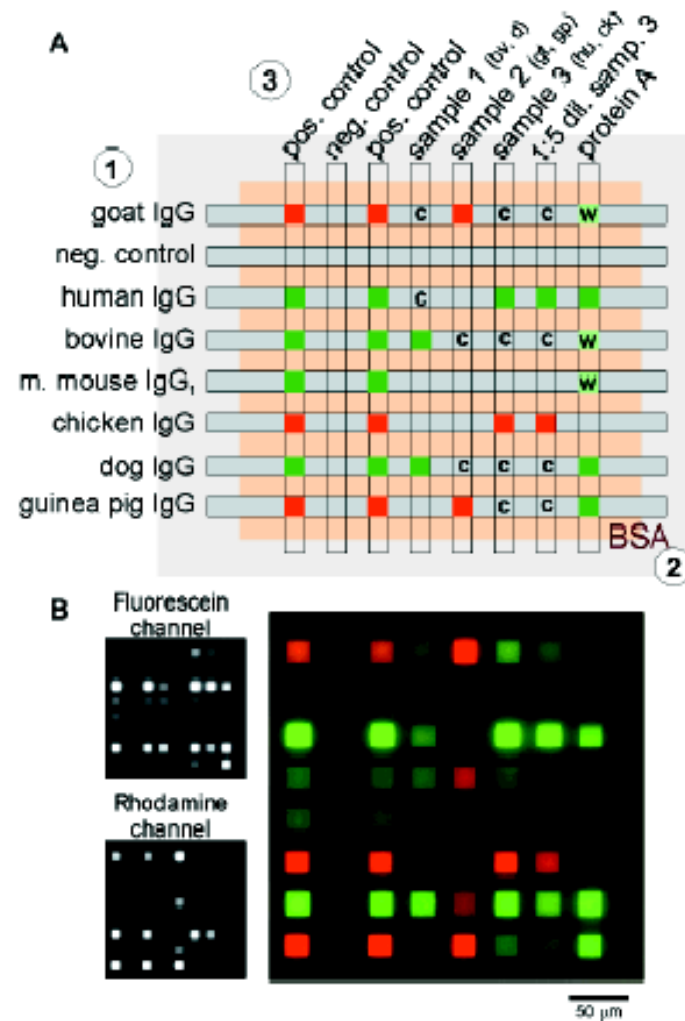 A
3
pos. control
neg. control
pos. control
sample 1 (bv, d)
sample 2 (gt, gp)
sample 3 (hu, ck)
1:5 dil. samp. 3
protein A
1
goat IgG
c
c
c
w
neg. control
human IgG
c
bovine IgG
c
c
c
w
m. mouse IgG₁
w
chicken IgG
dog IgG
c
c
c
guinea pig IgG
c
c
BSA
2
B
Fluorescein
channel
Rhodamine
channel
50 µm